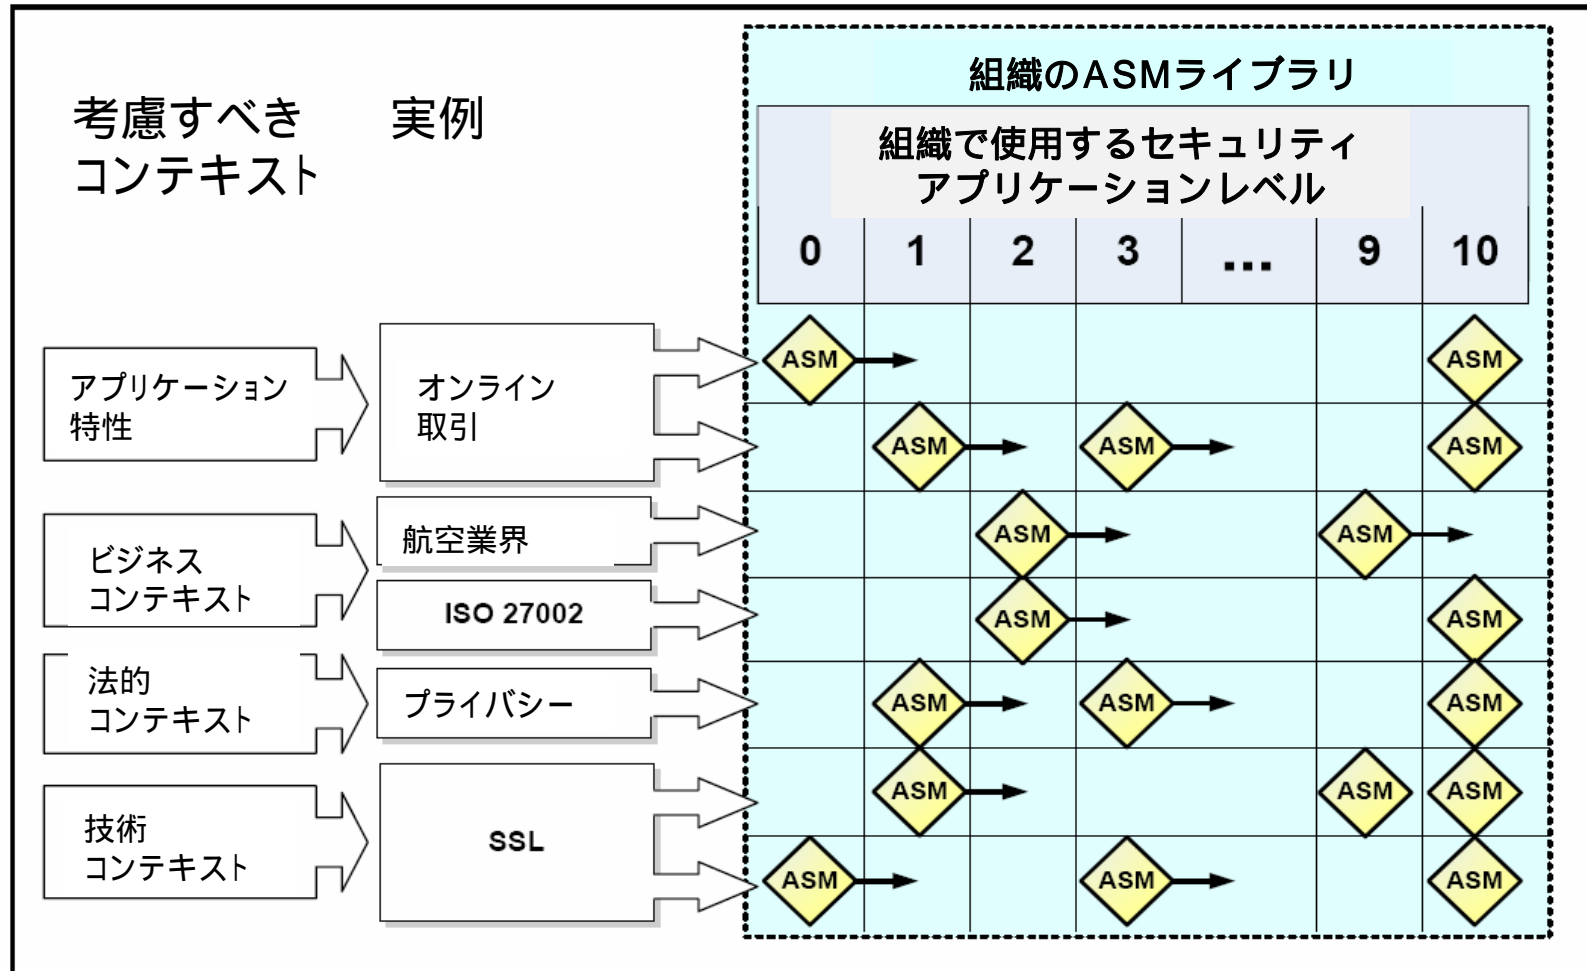 考慮すべき
コンテキスト
実例
組織のASMライブラリ
組織で使用するセキュリティ
アプリケーションレベル
0 1 2 3 ... 9 10
アプリケーション
特性
オンライン
取引
ASM ASM
ASM ASM ASM
ビジネス
コンテキスト
航空業界
ASM ASM
ISO 27002
ASM ASM
法的
コンテキスト
プライバシー
ASM ASM ASM
技術
コンテキスト
SSL
ASM ASM ASM
ASM ASM ASM